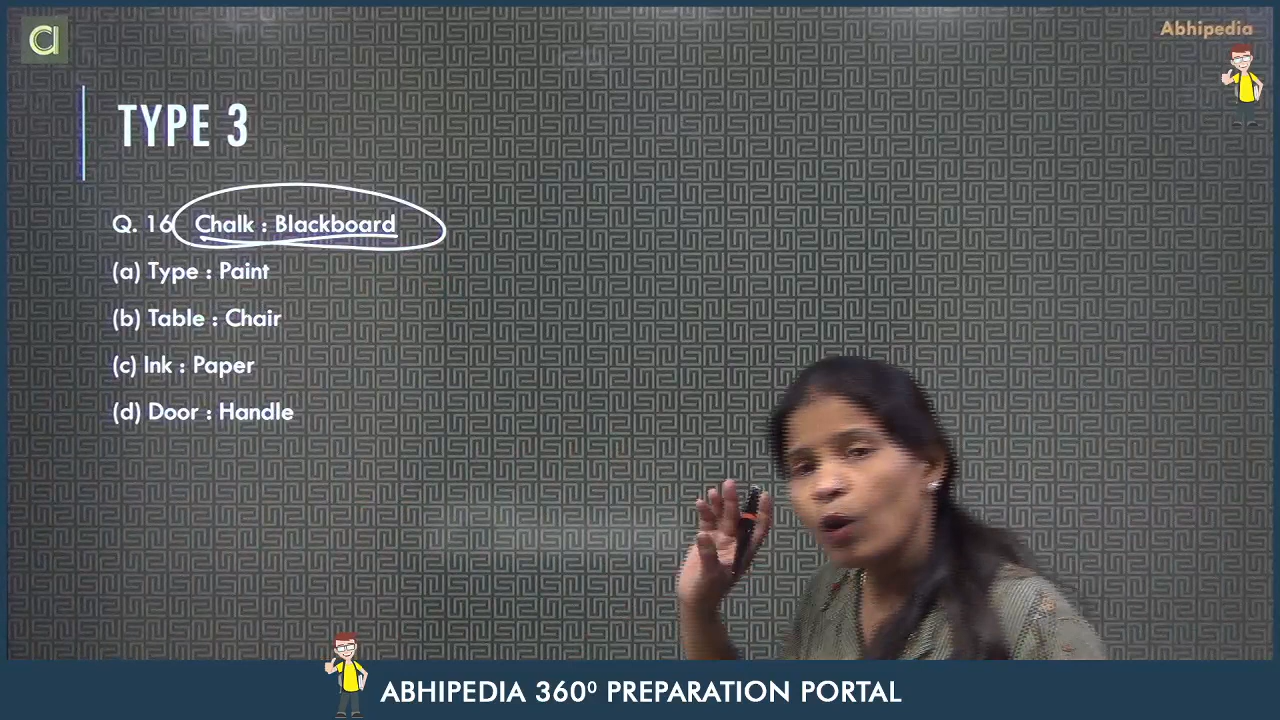 a
Abhipedia
TYPE 3
Q. 16 Chalk : Blackboard
(a) Type : Paint
(b) Table : Chair
(c) Ink : Paper
(d) Door : Handle
ABHIPEDIA 360⁰ PREPARATION PORTAL